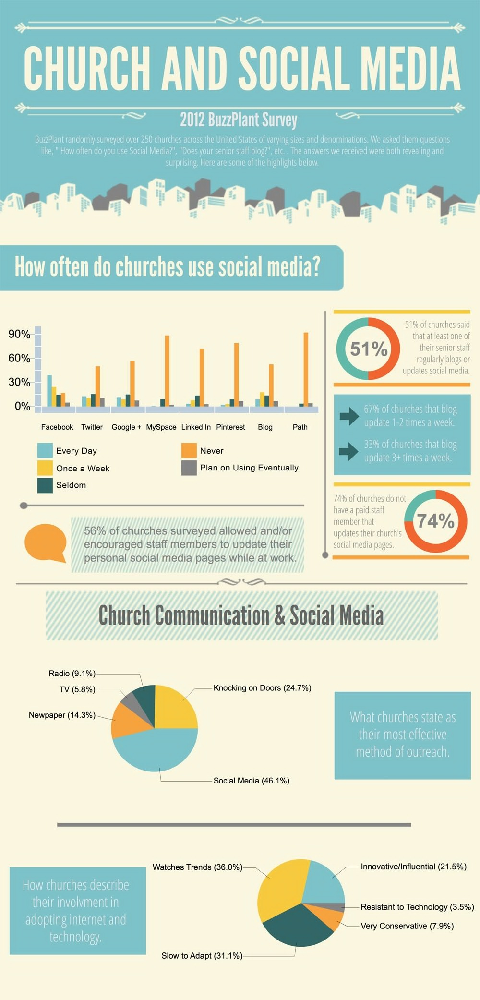 CHURCH AND SOCIAL MEDIA
2012 BuzzPlant Survey
BuzzPlant randomly surveyed over 250 churches across the United States of varying sizes and denominations. We asked them questions
like, " How often do you use Social Media?", "Does your senior staff blog?", etc. . The answers we received were both revealing and
surprising. Here are some of the highlights below.
How often do churches use social media?
90%
60%
30%
0%
Facebook Twitter Google + MySpace Linked In Pinterest Blog Path
Every Day
Once a Week
Seldom
Never
Plan on Using Eventually
51%
51% of churches said
that at least one of
their senior staff
regularly blogs or
updates social media.
67% of churches that blog
update 1-2 times a week.
33% of churches that blog
update 3+ times a week.
74% of churches do not
have a paid staff
member that
updates their church's
social media pages.
74%
56% of churches surveyed allowed and/or
encouraged staff members to update their
personal social media pages while at work.
Church Communication & Social Media
Radio (9.1%)
TV (5.8%)
Newpaper (14.3%)
Knocking on Doors (24.7%)
Social Media (46.1%)
What churches state as
their most effective
method of outreach.
How churches describe
their involvment in
adopting internet and
technology.
Watches Trends (36.0%)
Innovative/Influential (21.5%)
Resistant to Technology (3.5%)
Very Conservative (7.9%)
Slow to Adapt (31.1%)